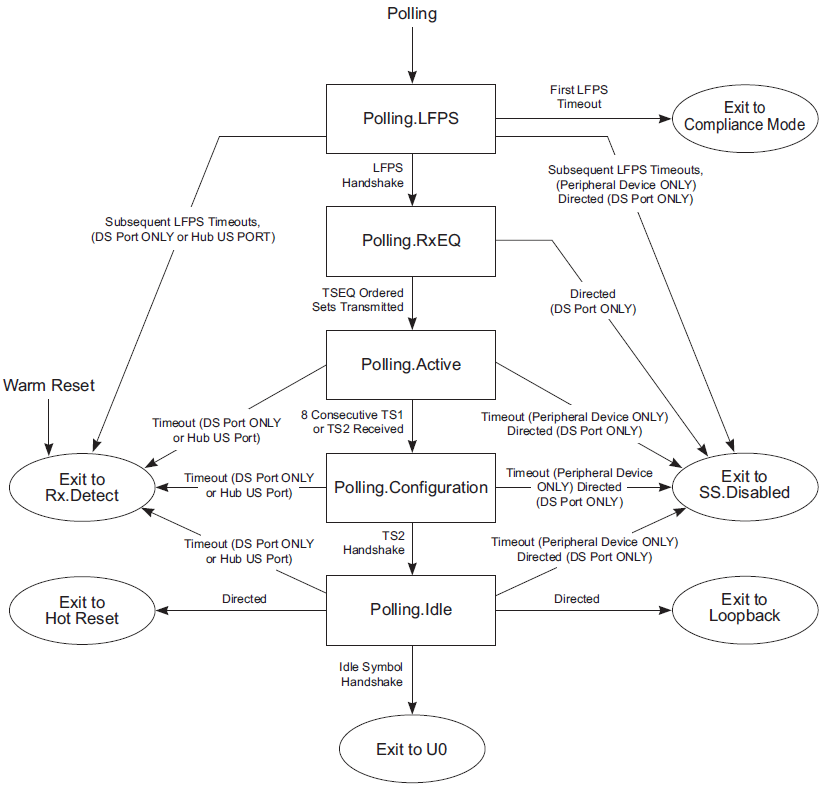 Polling
Polling.LFPS
First LFPS
Timeout
Exit to
Compliance Mode
LFPS
Handshake
Subsequent LFPS Timeouts,
(Peripheral Device ONLY)
Directed (DS Port ONLY)
Subsequent LFPS Timeouts,
(DS Port ONLY or Hub US PORT)
Polling.RxEQ
TSEQ Ordered
Sets Transmitted
Directed
(DS Port ONLY)
Polling.Active
Warm Reset
Timeout (DS Port ONLY
or Hub US Port)
8 Consecutive TS1
or TS2 Received
Timeout (Peripheral Device ONLY)
Directed (DS Port ONLY)
Exit to
Rx.Detect
Timeout (DS Port ONLY
or Hub US Port)
Polling.Configuration
Timeout (Peripheral Device
ONLY) Directed
(DS Port ONLY)
Exit to
SS.Disabled
Timeout (DS Port ONLY
or Hub US Port)
TS2
Handshake
Timeout (Peripheral Device ONLY)
Directed (DS Port ONLY)
Exit to
Hot Reset
Directed
Polling.Idle
Directed
Exit to
Loopback
Idle Symbol
Handshake
Exit to U0